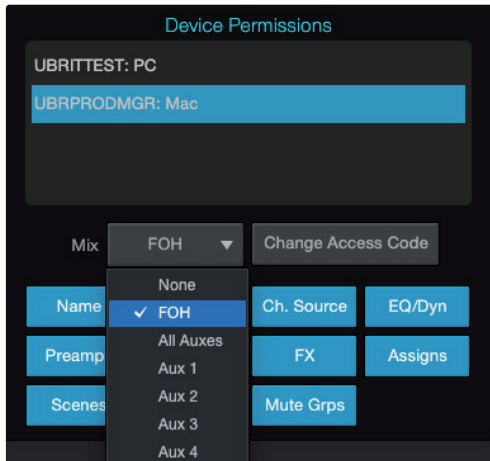 Device Permissions
UBRITTEST: PC
UBRPRODMGR: Mac
Mix FOH Change Access Code
None
Name FOH Ch. Source EQ/Dyn
All Auxes
Preamp Aux 1 FX Assigns
Aux 2
Scenes Aux 3 Mute Grps
Aux 4